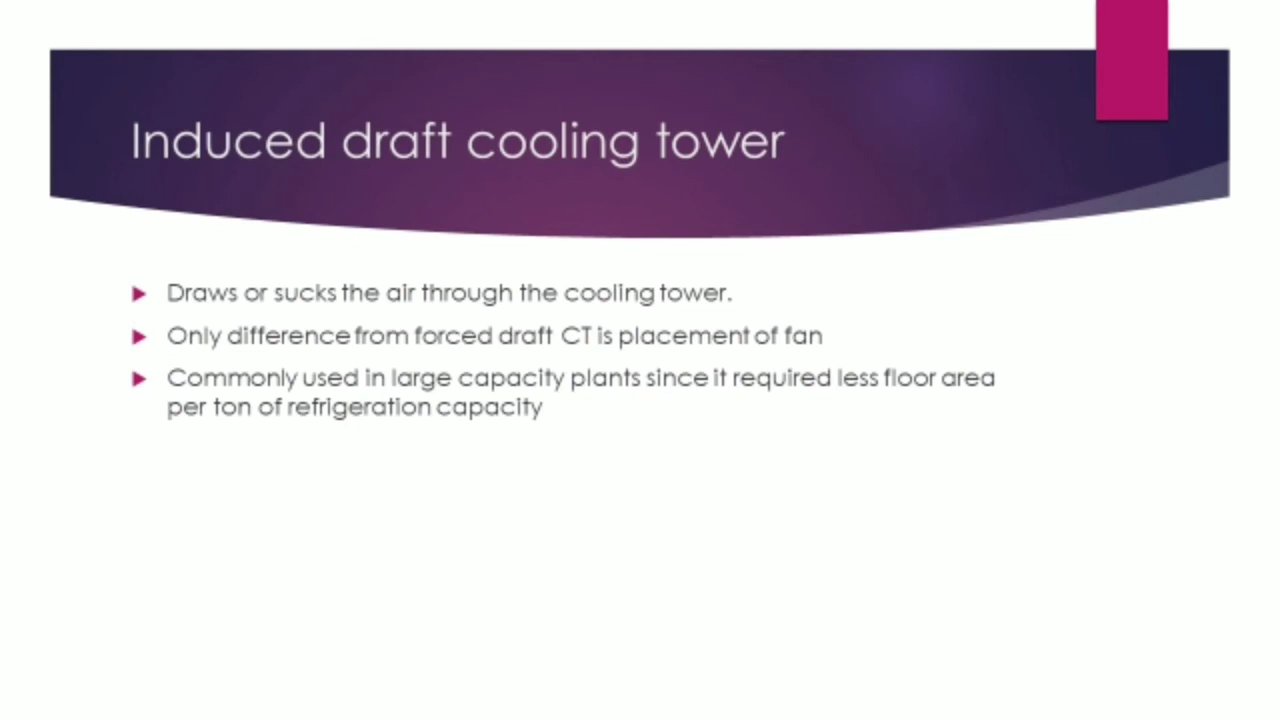 Induced draft cooling tower
Draws or sucks the air through the cooling tower.
Only difference from forced draft CT is placement of fan
Commonly used in large capacity plants since it required less floor area
per ton of refrigeration capacity